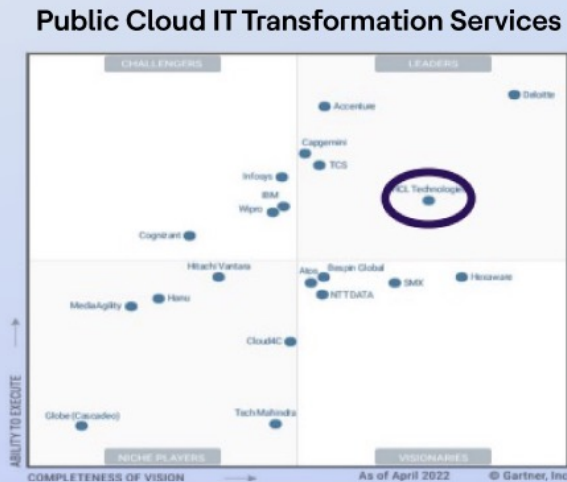 Public Cloud IT Transformation Services
CHALLENGERS
LEADERS
Deloitte
Accenture
Capgemini
TCS
Infosys
HCL Technologies
IBM
Wipro
Cognizant
Hitachi Vantara
Atos
Bespin Global
Hexaware
SMX
NTT DATA
Hanu
MediaAgility
Cloud4C
Globe (Cascadeo)
Tech Mahindra
NICHE PLAYERS
VISIONARIES
ABILITY TO EXECUTE
COMPLETENESS OF VISION
As of April 2022
© Gartner, Inc